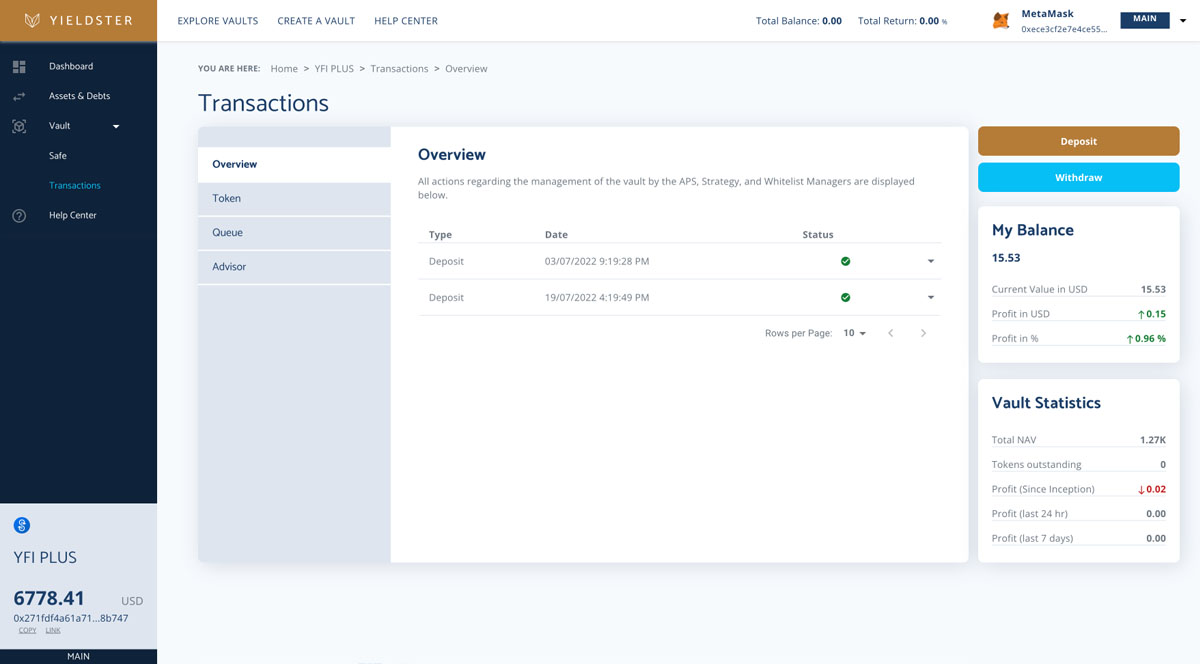 YIELDSTER
EXPLORE VAULTS CREATE A VAULT HELP CENTER
Total Balance: 0.00 Total Return: 0.00 %
MetaMask
0xece3cf2e7e4ce55...
MAIN
Dashboard
Assets & Debts
Vault
Safe
Transactions
Help Center
YFI PLUS
6778.41 USD
0x271fdf4a61a71...8b747
COPY LINK
MAIN
YOU ARE HERE: Home > YFI PLUS > Transactions > Overview
Transactions
Overview
Token
Queue
Advisor
Overview
All actions regarding the management of the vault by the APS, Strategy, and Whitelist Managers are displayed
below.
Type Date Status
Deposit 03/07/2022 9:19:28 PM
Deposit 19/07/2022 4:19:49 PM
Rows per Page: 10
Deposit
Withdraw
My Balance
15.53
Current Value in USD 15.53
Profit in USD ↑0.15
Profit in % ↑0.96 %
Vault Statistics
Total NAV 1.27K
Tokens outstanding 0
Profit (Since Inception) ↓0.02
Profit (last 24 hr) 0.00
Profit (last 7 days) 0.00